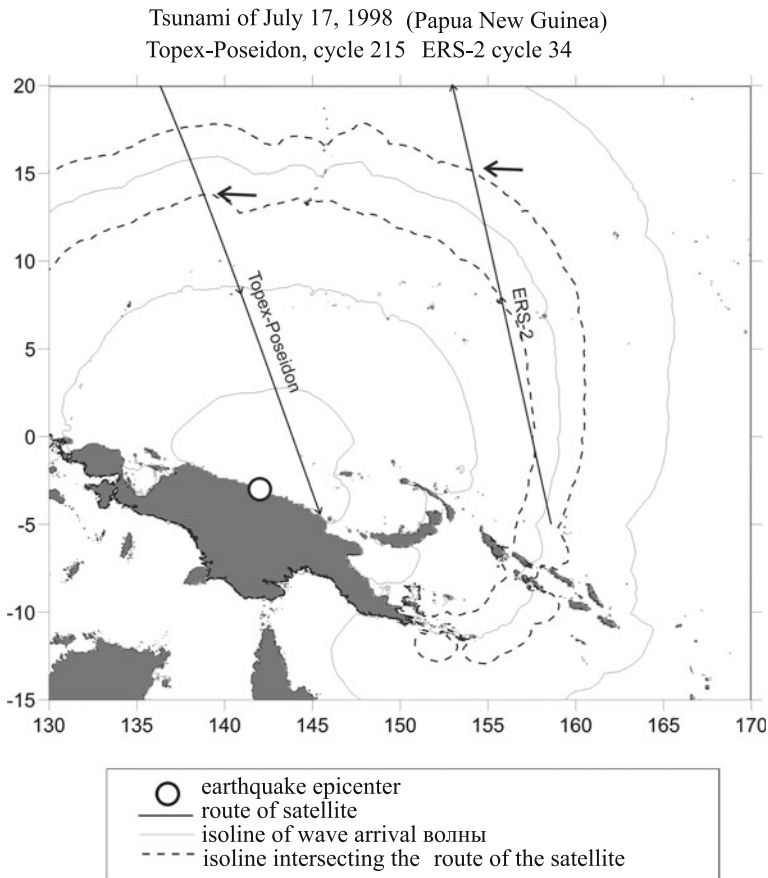 Tsunami of July 17, 1998 (Papua New Guinea)
Topex-Poseidon, cycle 215 ERS-2 cycle 34
20
15
10
5
0
-5
-10
-15
130 135 140 145 150 155 160 165 170
Topex-Poseidon
ERS-2
earthquake epicenter
route of satellite
isoline of wave arrival волны
isoline intersecting the route of the satellite